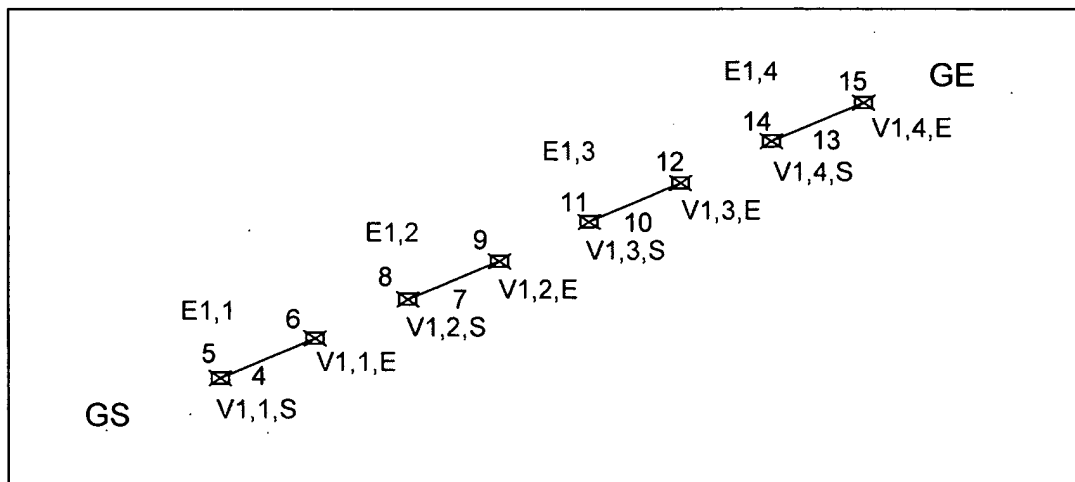 E1,4
15
GE
14
13
V1,4,E
V1,4,S
E1,3
12
11
10
V1,3,E
V1,3,S
E1,2
9
8
7
V1,2,E
V1,2,S
E1,1
6
5
4
V1,1,E
V1,1,S
GS